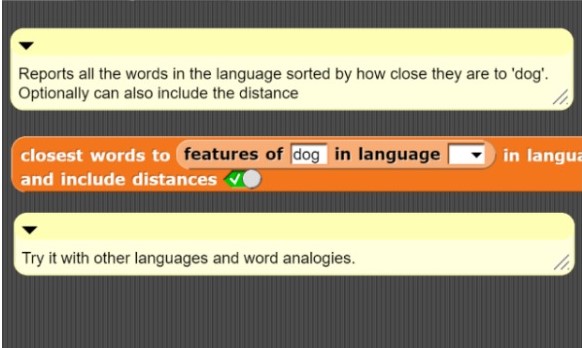 Reports all the words in the language sorted by how close they are to 'dog'.
Optionally can also include the distance
closest words to features of dog in language in langua
and include distances
Try it with other languages and word analogies.